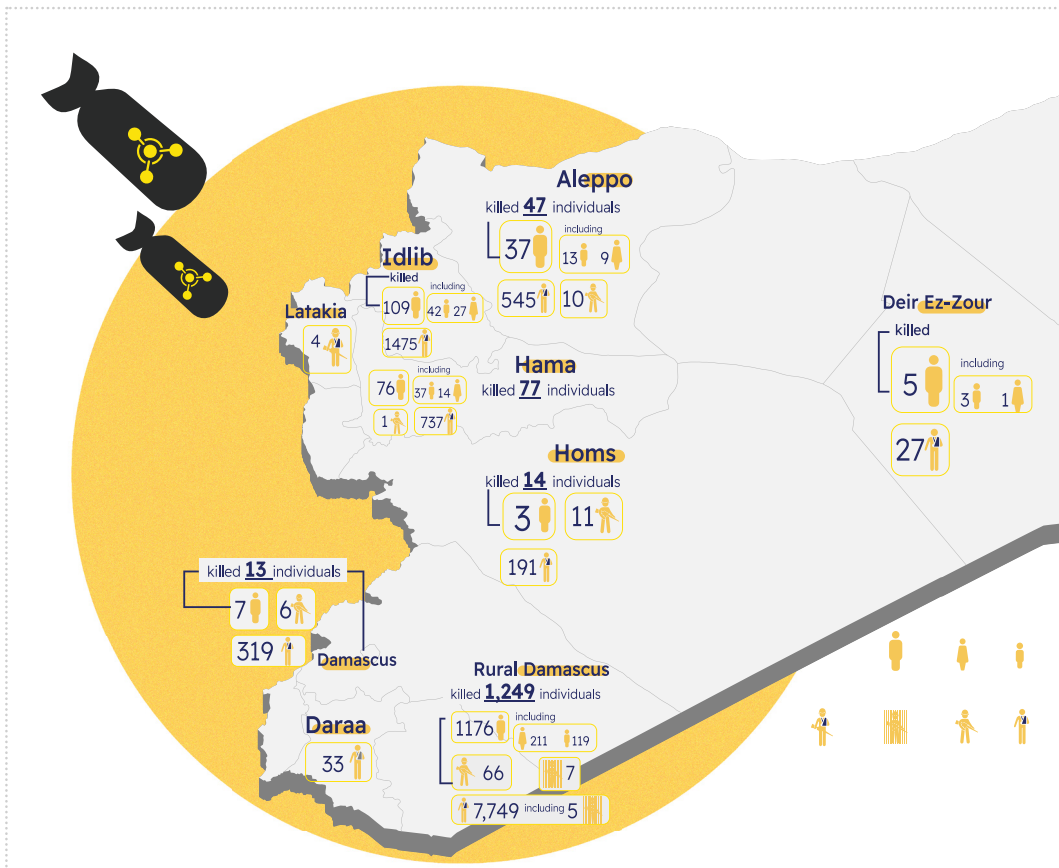 Aleppo
killed 47 individuals
37
including
13 9
545 10
Idlib
killed
109
including
42 27
1475
Latakia
4
Hama
killed 77 individuals
76
including
37 14
1 737
Deir Ez-Zour
killed
5
including
3 1
27
Homs
killed 14 individuals
3 11
191
killed 13 individuals
7 6
319
Damascus
Rural Damascus
killed 1,249 individuals
1176
including
211 119
66 7
7,749 including 5
Daraa
33